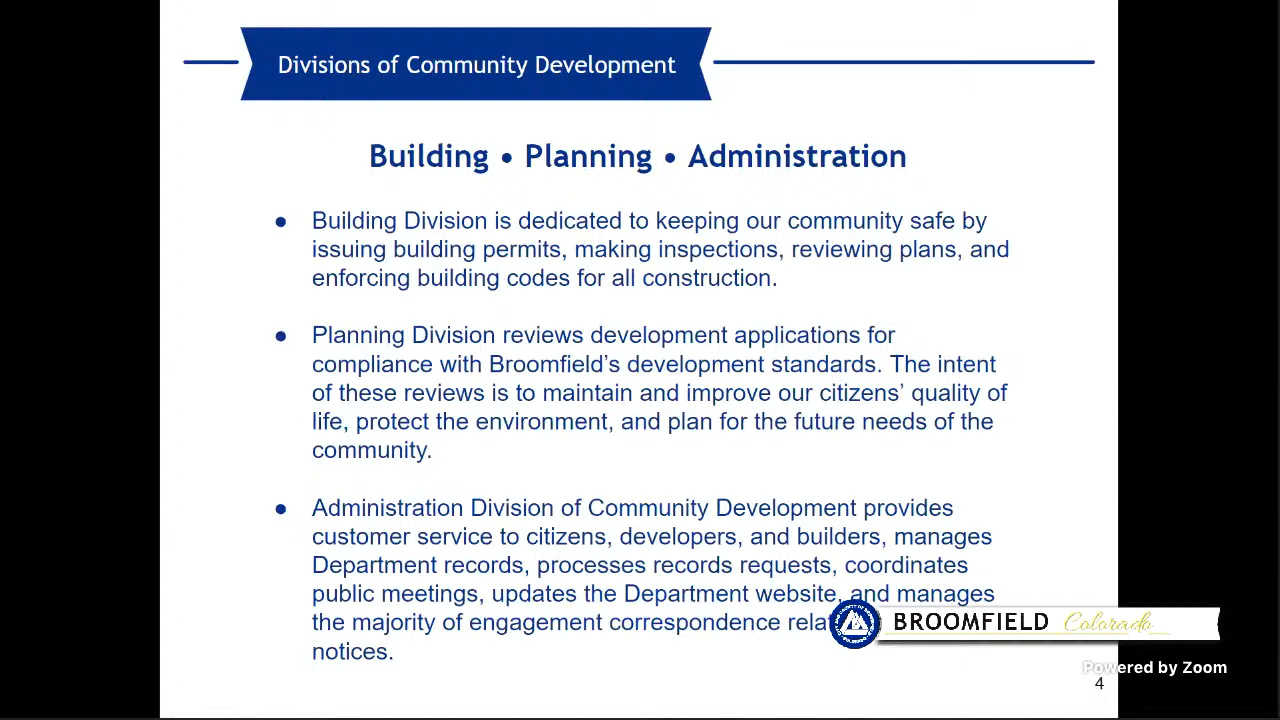 Divisions of Community Development
Building • Planning • Administration
● Building Division is dedicated to keeping our community safe by
issuing building permits, making inspections, reviewing plans, and
enforcing building codes for all construction.
● Planning Division reviews development applications for
compliance with Broomfield’s development standards. The intent
of these reviews is to maintain and improve our citizens’ quality of
life, protect the environment, and plan for the future needs of the
community.
● Administration Division of Community Development provides
customer service to citizens, developers, and builders, manages
Department records, processes records requests, coordinates
public meetings, updates the Department website, and manages
the majority of engagement correspondence
notices.
BROOMFIELD Colorado
Powered by Zoom
4